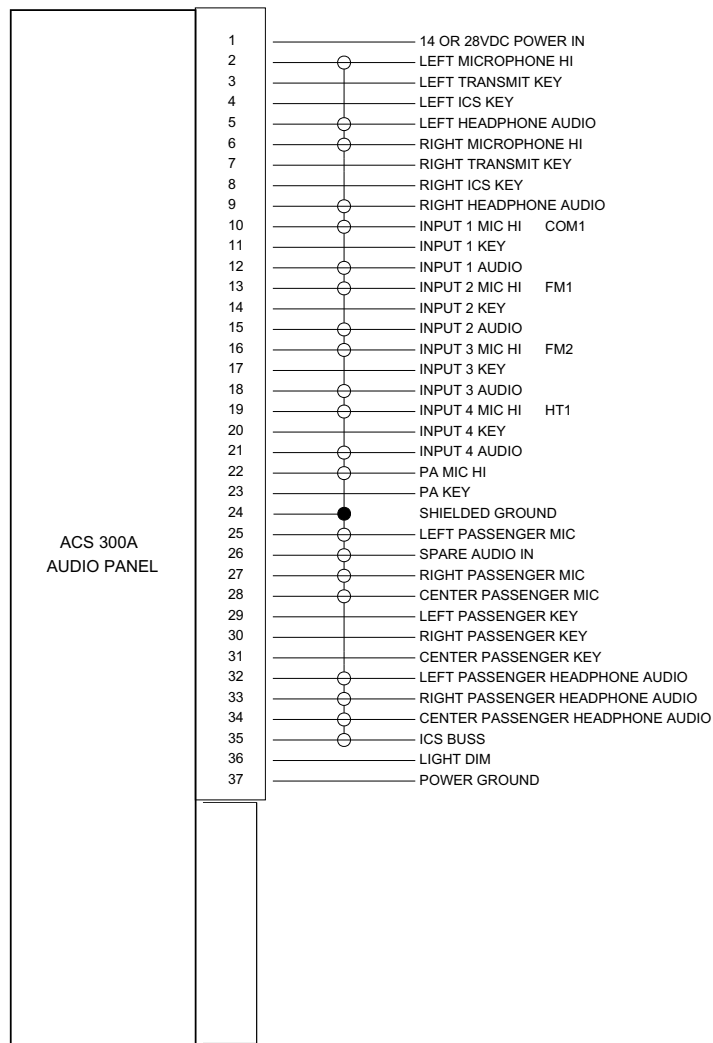 1 14 OR 28VDC POWER IN
2 LEFT MICROPHONE HI
3 LEFT TRANSMIT KEY
4 LEFT ICS KEY
5 LEFT HEADPHONE AUDIO
6 RIGHT MICROPHONE HI
7 RIGHT TRANSMIT KEY
8 RIGHT ICS KEY
9 RIGHT HEADPHONE AUDIO
10 INPUT 1 MIC HI COM1
11 INPUT 1 KEY
12 INPUT 1 AUDIO
13 INPUT 2 MIC HI FM1
14 INPUT 2 KEY
15 INPUT 2 AUDIO
16 INPUT 3 MIC HI FM2
17 INPUT 3 KEY
18 INPUT 3 AUDIO
19 INPUT 4 MIC HI HT1
20 INPUT 4 KEY
21 INPUT 4 AUDIO
22 PA MIC HI
23 PA KEY
24 SHIELDED GROUND
25 LEFT PASSENGER MIC
26 SPARE AUDIO IN
27 RIGHT PASSENGER MIC
28 CENTER PASSENGER MIC
29 LEFT PASSENGER KEY
30 RIGHT PASSENGER KEY
31 CENTER PASSENGER KEY
32 LEFT PASSENGER HEADPHONE AUDIO
33 RIGHT PASSENGER HEADPHONE AUDIO
34 CENTER PASSENGER HEADPHONE AUDIO
35 ICS BUSS
36 LIGHT DIM
37 POWER GROUND
ACS 300A
AUDIO PANEL